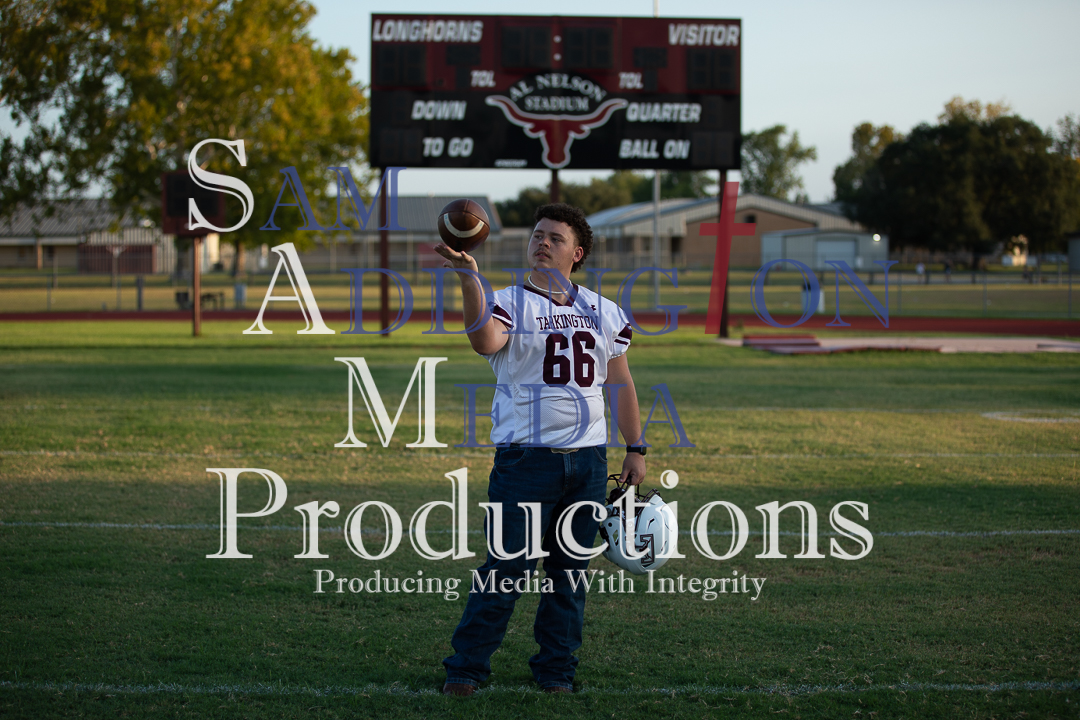 LONGHORNS VISITOR
TOL TOL
AL NELSON
STADIUM
DOWN QUARTER
TO GO BALL ON
SAM
ADDINGTON
MEDIA
Productions
Producing Media With Integrity
TARKINGTON
66
T